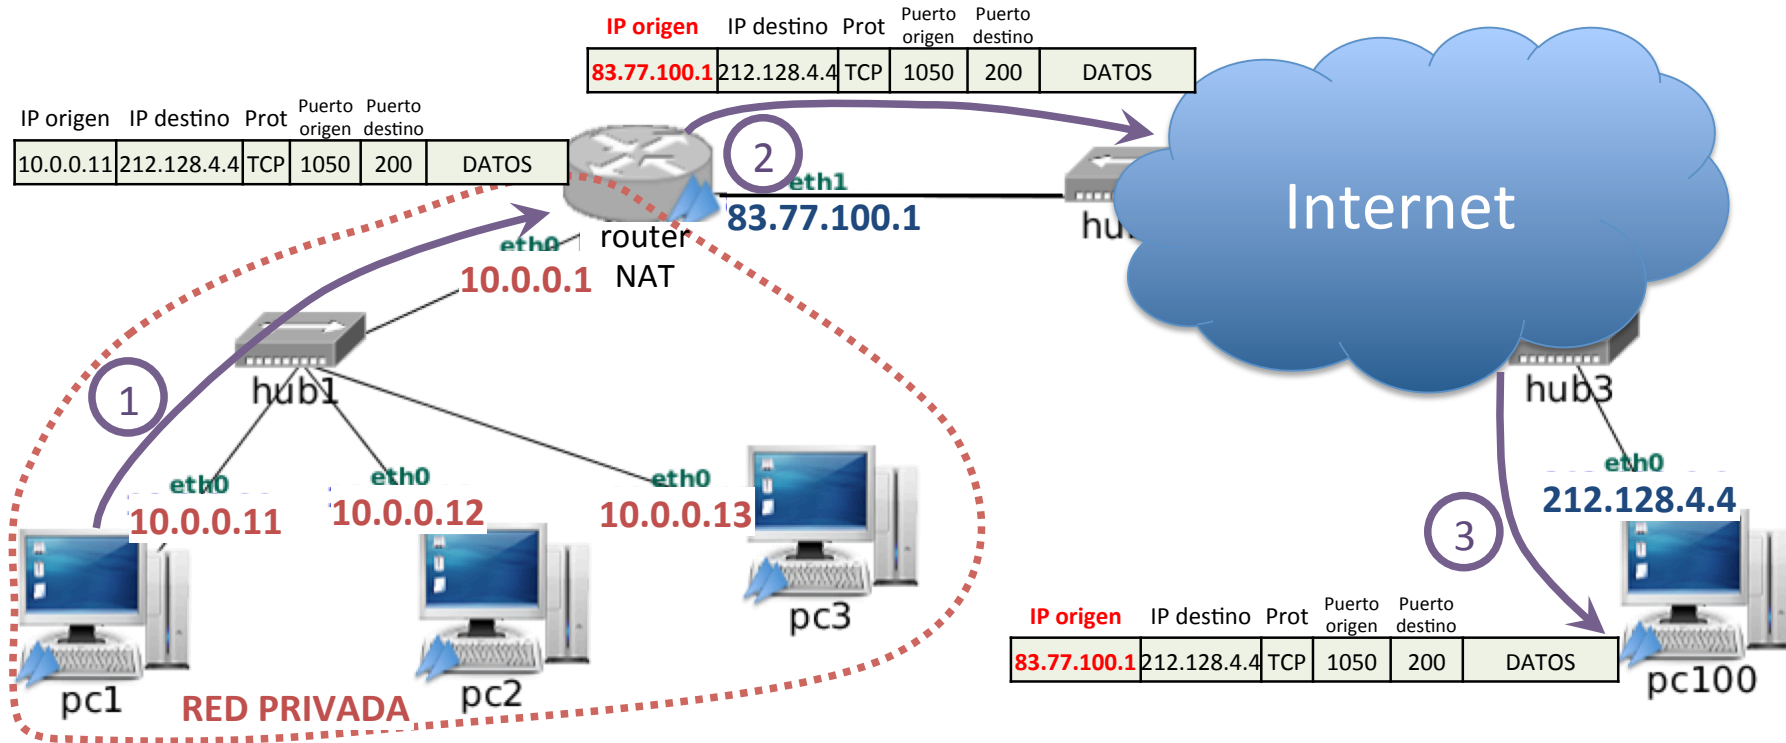 IP origen IP destino Prot Puerto origen Puerto destino
83.77.100.1 212.128.4.4 TCP 1050 200 DATOS
IP origen IP destino Prot Puerto origen Puerto destino
10.0.0.11 212.128.4.4 TCP 1050 200 DATOS
2
eth1
83.77.100.1
Internet
eth0
10.0.0.1
router
NAT
hu
1
hub1
hub3
eth0
10.0.0.11
eth0
10.0.0.12
eth0
10.0.0.13
eth0
212.128.4.4
3
pc1
pc2
pc3
RED PRIVADA
IP origen IP destino Prot Puerto origen Puerto destino
83.77.100.1 212.128.4.4 TCP 1050 200 DATOS
pc100